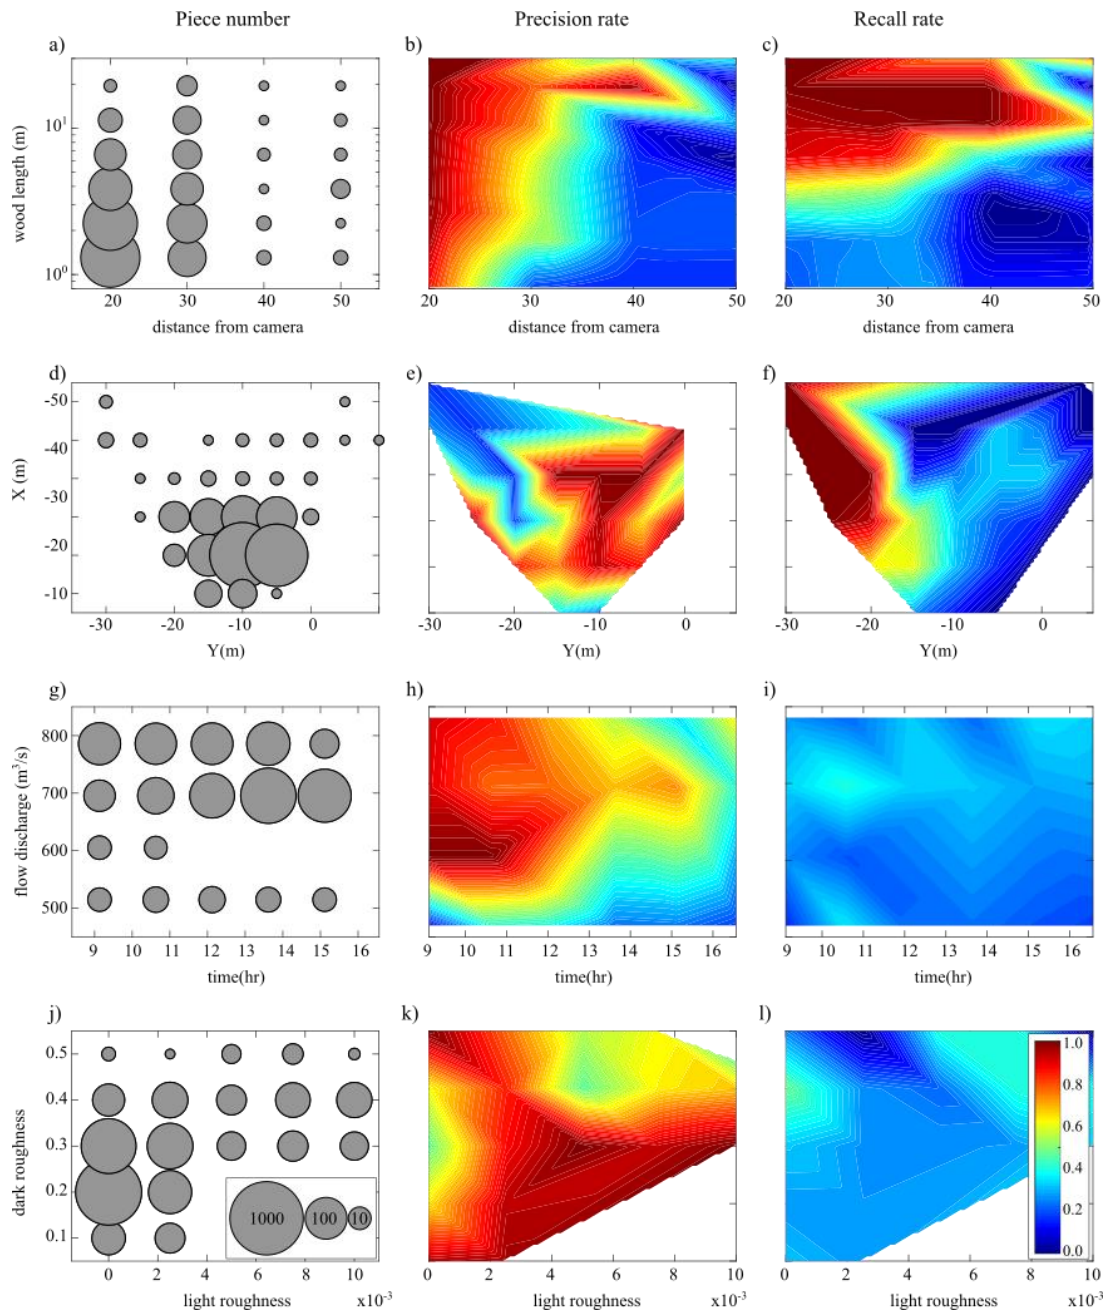 Piece number Precision rate Recall rate
a) b) c)
wood length (m)
10¹
10⁰
20 30 40 50 20 30 40 50 20 30 40 50
distance from camera distance from camera distance from camera
d) e) f)
X (m)
-50
-40
-30
-20
-10
-30 -20 -10 0 -30 -20 -10 0 -30 -20 -10 0
Y(m) Y(m) Y(m)
g) h) i)
flow discharge (m³/s)
800
700
600
500
9 10 11 12 13 14 15 16 9 10 11 12 13 14 15 16 9 10 11 12 13 14 15 16
time(hr) time(hr) time(hr)
j) k) l)
dark roughness
0.5
0.4
0.3
0.2
0.1
1000 100 10
1.0
0.8
0.6
0.4
0.2
0.0
0 2 4 6 8 10 0 2 4 6 8 10 0 2 4 6 8 10
light roughness x10⁻³ light roughness x10⁻³ light roughness x10⁻³